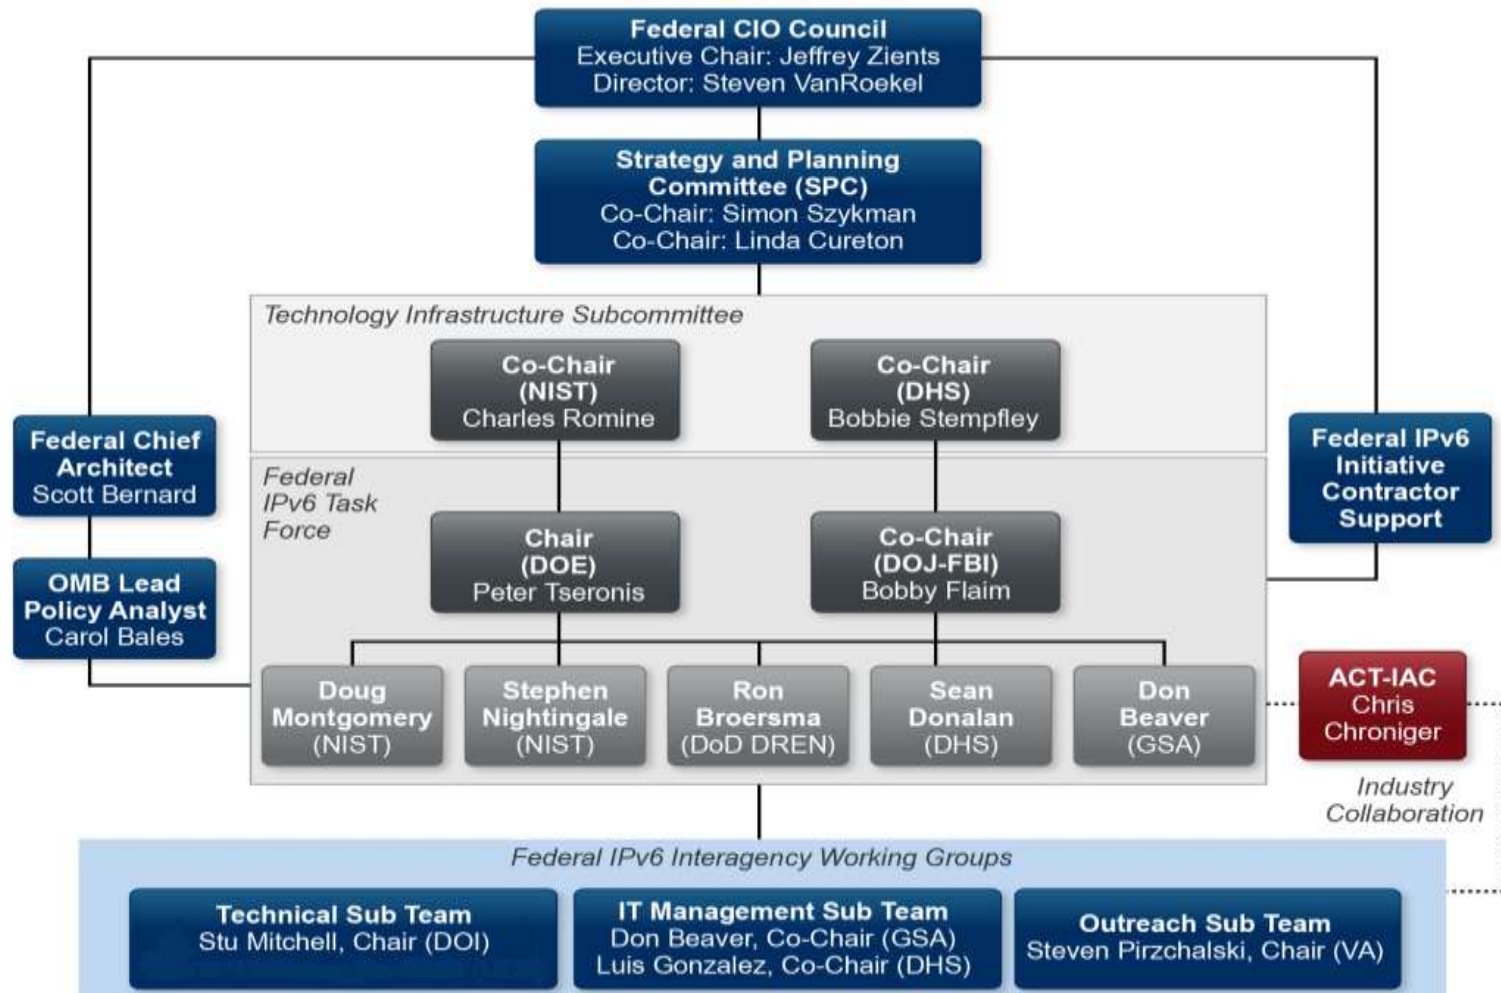 Federal CIO Council
Executive Chair: Jeffrey Zients
Director: Steven VanRoekel
Strategy and Planning
Committee (SPC)
Co-Chair: Simon Szykman
Co-Chair: Linda Cureton
Technology Infrastructure Subcommittee
Co-Chair
(NIST)
Charles Romine
Co-Chair
(DHS)
Bobbie Stempfley
Federal Chief
Architect
Scott Bernard
OMB Lead
Policy Analyst
Carol Bales
Federal IPv6
Initiative
Contractor
Support
Federal
IPv6 Task
Force
Chair
(DOE)
Peter Tseronis
Co-Chair
(DOJ-FBI)
Bobby Flaim
Doug
Montgomery
(NIST)
Stephen
Nightingale
(NIST)
Ron
Broersma
(DoD DREN)
Sean
Donalan
(DHS)
Don
Beaver
(GSA)
ACT-IAC
Chris
Chroniger
Industry
Collaboration
Federal IPv6 Interagency Working Groups
Technical Sub Team
Stu Mitchell, Chair (DOI)
IT Management Sub Team
Don Beaver, Co-Chair (GSA)
Luis Gonzalez, Co-Chair (DHS)
Outreach Sub Team
Steven Pirzchalski, Chair (VA)